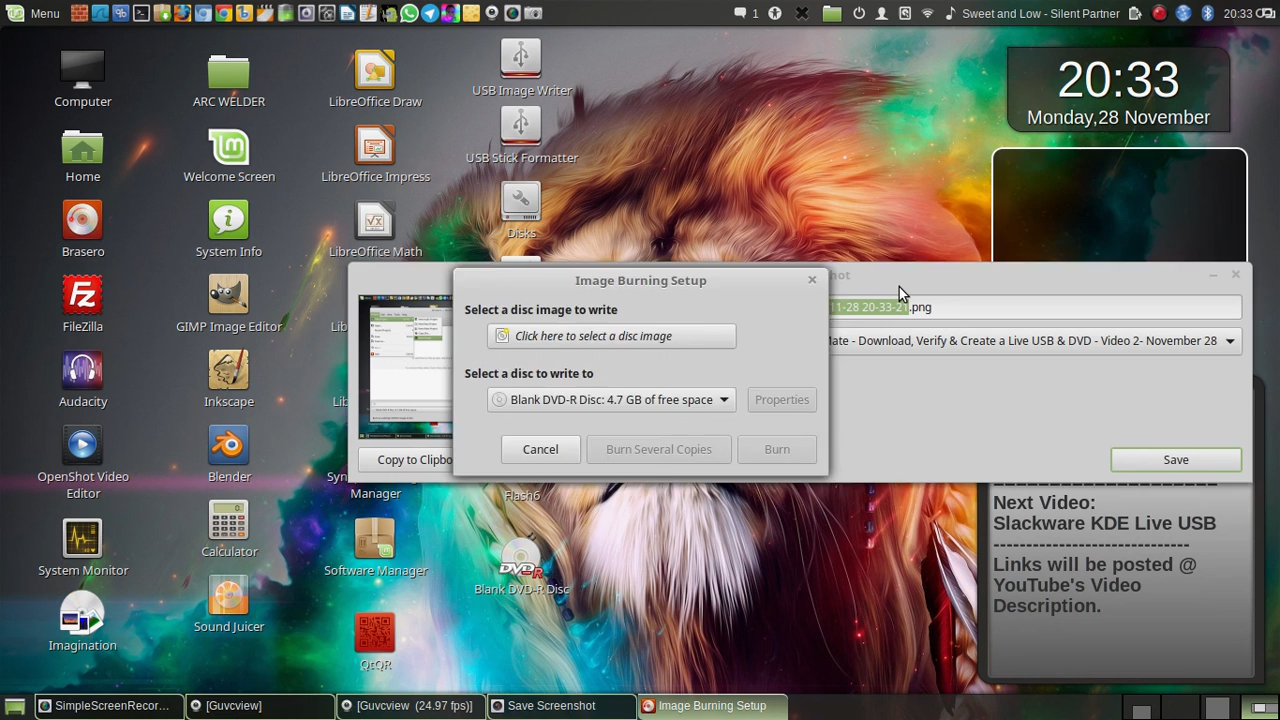 Menu
1
Sweet and Low - Silent Partner
20:33
Computer
ARC WELDER
LibreOffice Draw
USB Image Writer
Home
Welcome Screen
LibreOffice Impress
USB Stick Formatter
Brasero
System Info
LibreOffice Math
Disks
FileZilla
GIMP Image Editor
Audacity
Inkscape
OpenShot Video
Editor
Blender
Manager
Flash6
System Monitor
Calculator
Software Manager
Blank DVD-R Disc
Imagination
Sound Juicer
QtQR
20:33
Monday,28 November
Image Burning Setup
Select a disc image to write
Click here to select a disc image
Select a disc to write to
Blank DVD-R Disc: 4.7 GB of free space
Properties
Cancel
Burn Several Copies
Burn
11-28 20-33-21.png
Mate - Download, Verify & Create a Live USB & DVD - Video 2- November 28
Copy to Clipbo
Save
Next Video:
Slackware KDE Live USB
----------------------------
Links will be posted @
YouTube's Video
Description.
SimpleScreenRecor...
[Guvcview]
[Guvcview (24.97 fps)]
Save Screenshot
Image Burning Setup